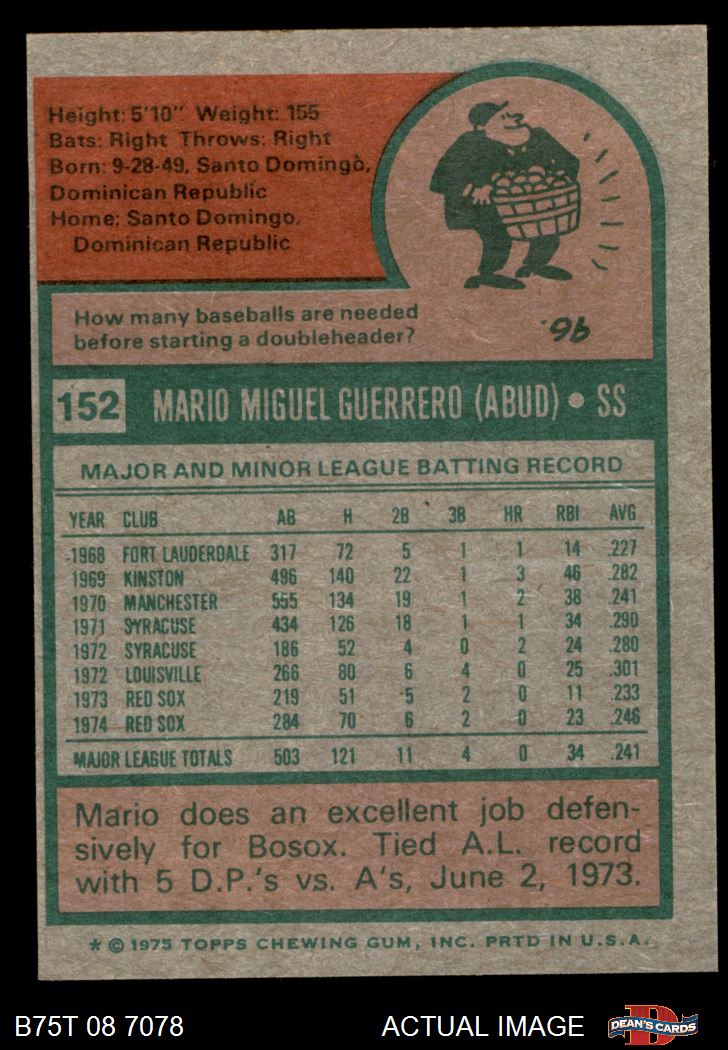 Height: 5'10" Weight: 155
Bats: Right Throws: Right
Born: 9-28-49, Santo Domingo,
Dominican Republic
Home: Santo Domingo,
Dominican Republic
How many baseballs are needed
before starting a doubleheader?
96.
152 MARIO MIGUEL GUERRERO (ABUD) • SS
MAJOR AND MINOR LEAGUE BATTING RECORD
YEAR CLUB AB H 2B 3B HR RBI AVG
1968 FORT LAUDERDALE 317 72 5 1 1 14 .227
1969 KINSTON 496 140 22 1 3 46 .282
1970 MANCHESTER 555 134 19 1 2 38 .241
1971 SYRACUSE 434 126 18 1 1 34 .290
1972 SYRACUSE 186 52 4 0 2 24 .280
1972 LOUISVILLE 266 80 6 4 0 25 .301
1973 RED SOX 219 51 5 2 0 11 .233
1974 RED SOX 284 70 6 2 0 23 .246
MAJOR LEAGUE TOTALS 503 121 11 4 0 34 .241
Mario does an excellent job defen-
sively for Bosox. Tied A.L. record
with 5 D.P.'s vs. A's, June 2, 1973.
* © 1975 TOPPS CHEWING GUM, INC. PRTD IN U.S.A.
B75T 08 7078 ACTUAL IMAGE DEAN'S CARDS